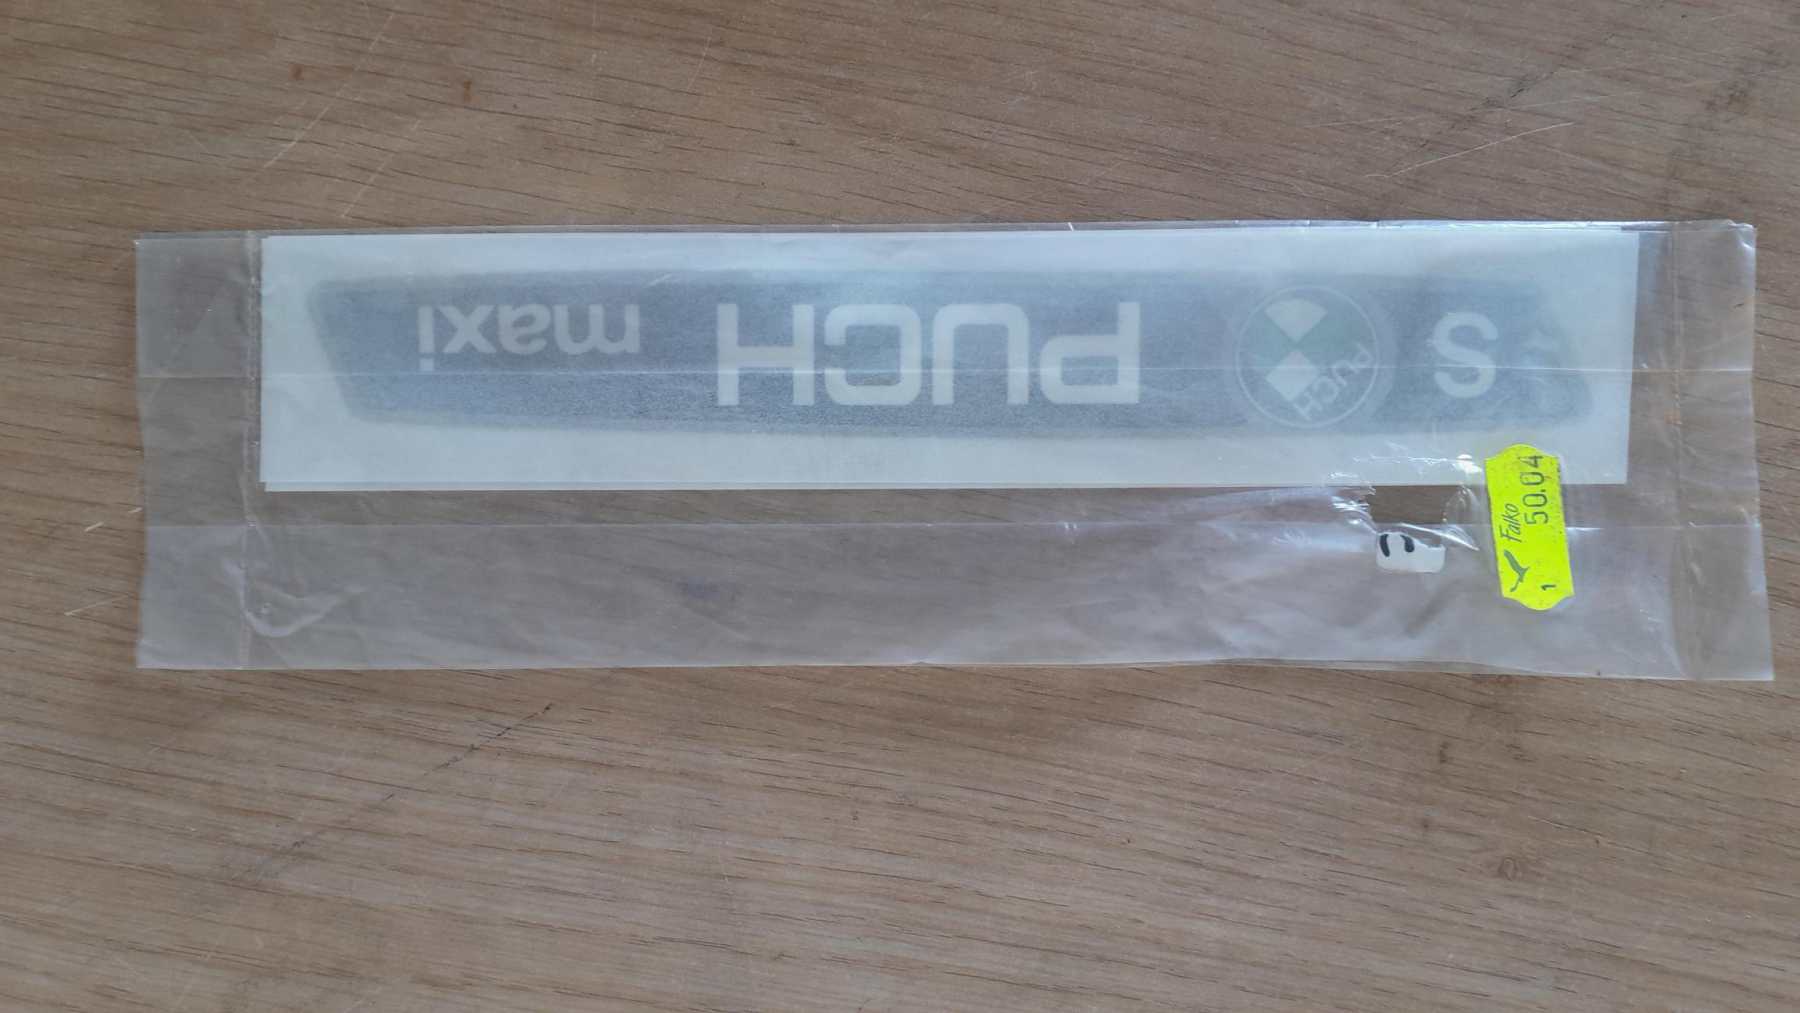 S PUCH PUCH maxi
Falko
1 50.04